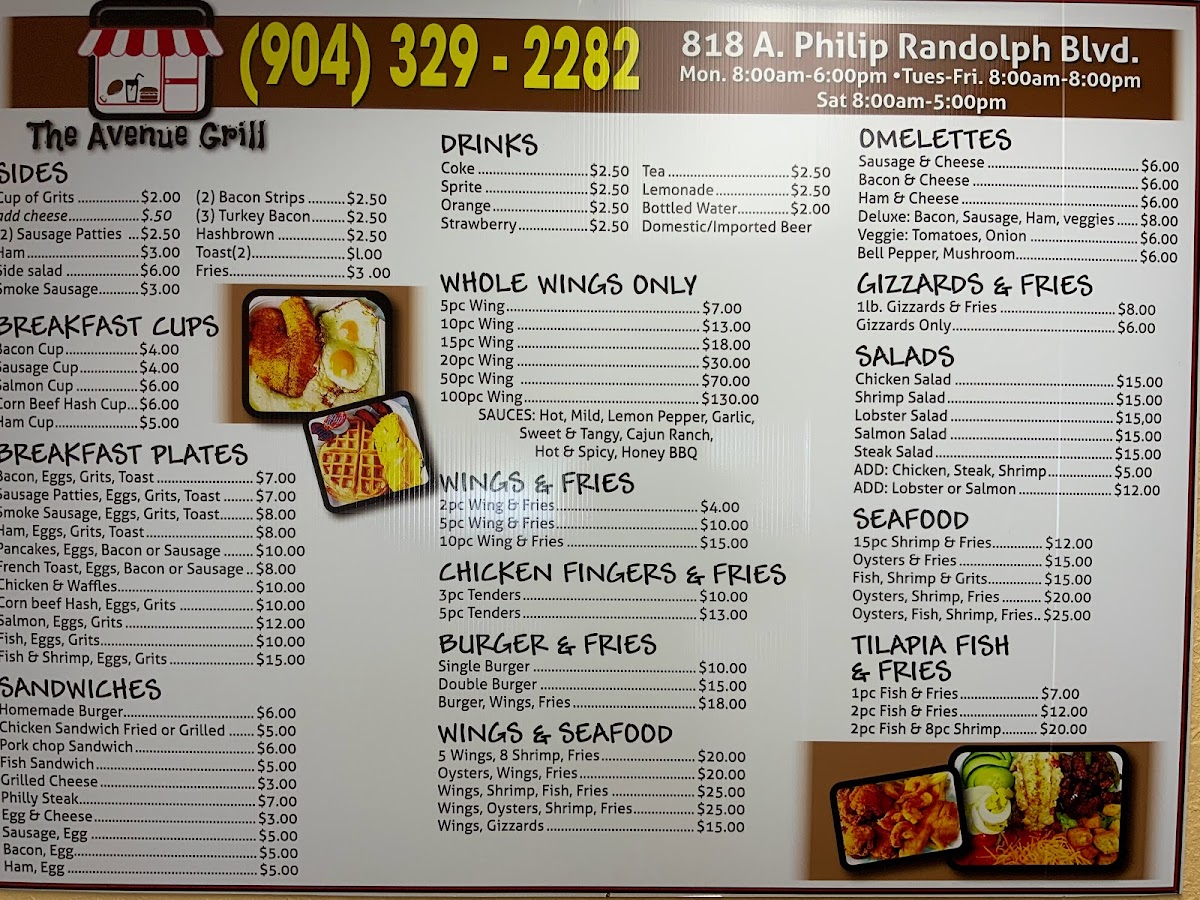 (904) 329 - 2282
818 A. Philip Randolph Blvd.
Mon. 8:00am-6:00pm • Tues-Fri. 8:00am-8:00pm
Sat 8:00am-5:00pm
The Avenue Grill
SIDES
Cup of Grits $2.00
add cheese $.50
(2) Sausage Patties $2.50
Ham $3.00
Side salad $6.00
Smoke Sausage $3.00
(2) Bacon Strips $2.50
(3) Turkey Bacon $2.50
Hashbrown $2.50
Toast(2) $1.00
Fries $3 .00
BREAKFAST CUPS
Bacon Cup $4.00
Sausage Cup $4.00
Salmon Cup $6.00
Corn Beef Hash Cup $6.00
Ham Cup $5.00
BREAKFAST PLATES
Bacon, Eggs, Grits, Toast $7.00
Sausage Patties, Eggs, Grits, Toast $7.00
Smoke Sausage, Eggs, Grits, Toast $8.00
Ham, Eggs, Grits, Toast $8.00
Pancakes, Eggs, Bacon or Sausage $10.00
French Toast, Eggs, Bacon or Sausage $8.00
Chicken & Waffles $10.00
Corn beef Hash, Eggs, Grits $10.00
Salmon, Eggs, Grits $12.00
Fish, Eggs, Grits $10.00
Fish & Shrimp, Eggs, Grits $15.00
SANDWICHES
Homemade Burger $6.00
Chicken Sandwich Fried or Grilled $5.00
Pork chop Sandwich $6.00
Fish Sandwich $5.00
Grilled Cheese $3.00
Philly Steak $7.00
Egg & Cheese $3.00
Sausage, Egg $5.00
Bacon, Egg $5.00
Ham, Egg $5.00
DRINKS
Coke $2.50
Sprite $2.50
Orange $2.50
Strawberry $2.50
Tea $2.50
Lemonade $2.50
Bottled Water $2.00
Domestic/Imported Beer
WHOLE WINGS ONLY
5pc Wing $7.00
10pc Wing $13.00
15pc Wing $18.00
20pc Wing $30.00
50pc Wing $70.00
100pc Wing $130.00
SAUCES: Hot, Mild, Lemon Pepper, Garlic,
Sweet & Tangy, Cajun Ranch,
Hot & Spicy, Honey BBQ
WINGS & FRIES
2pc Wing & Fries $4.00
5pc Wing & Fries $10.00
10pc Wing & Fries $15.00
CHICKEN FINGERS & FRIES
3pc Tenders $10.00
5pc Tenders $13.00
BURGER & FRIES
Single Burger $10.00
Double Burger $15.00
Burger, Wings, Fries $18.00
WINGS & SEAFOOD
5 Wings, 8 Shrimp, Fries $20.00
Oysters, Wings, Fries $20.00
Wings, Shrimp, Fish, Fries $25.00
Wings, Oysters, Shrimp, Fries $25.00
Wings, Gizzards $15.00
OMELETTES
Sausage & Cheese $6.00
Bacon & Cheese $6.00
Ham & Cheese $6.00
Deluxe: Bacon, Sausage, Ham, veggies $8.00
Veggie: Tomatoes, Onion $6.00
Bell Pepper, Mushroom $6.00
GIZZARDS & FRIES
1lb. Gizzards & Fries $8.00
Gizzards Only $6.00
SALADS
Chicken Salad $15.00
Shrimp Salad $15.00
Lobster Salad $15,00
Salmon Salad $15.00
Steak Salad $15.00
ADD: Chicken, Steak, Shrimp $5.00
ADD: Lobster or Salmon $12.00
SEAFOOD
15pc Shrimp & Fries $12.00
Oysters & Fries $15.00
Fish, Shrimp & Grits $15.00
Oysters, Shrimp, Fries $20.00
Oysters, Fish, Shrimp, Fries $25.00
TILAPIA FISH
& FRIES
1pc Fish & Fries $7.00
2pc Fish & Fries $12.00
2pc Fish & 8pc Shrimp $20.00